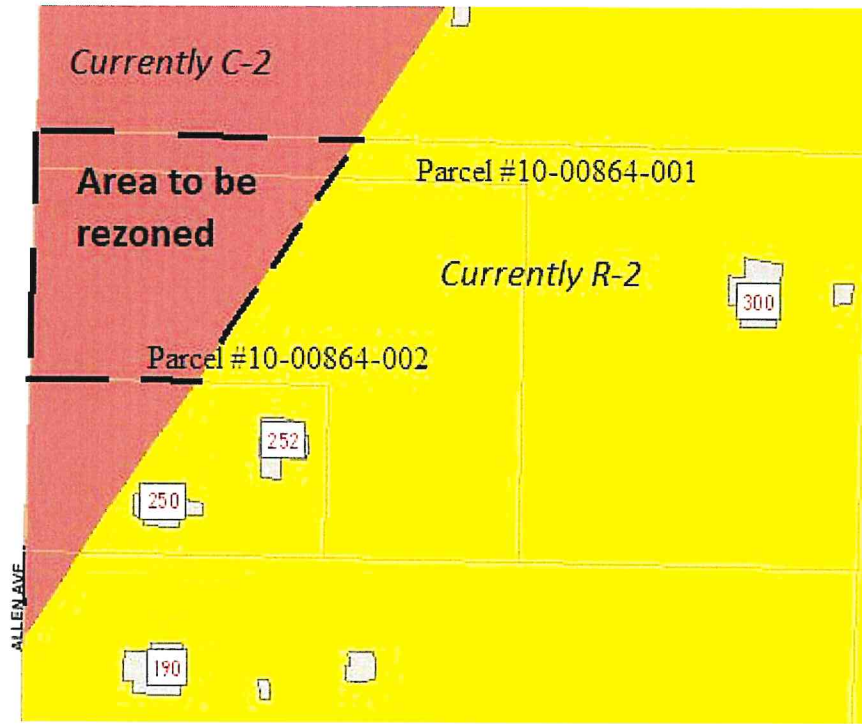 Currently C-2
Area to be
rezoned
Parcel #10-00864-001
Currently R-2
300
Parcel #10-00864-002
252
250
ALLEN AVE
190